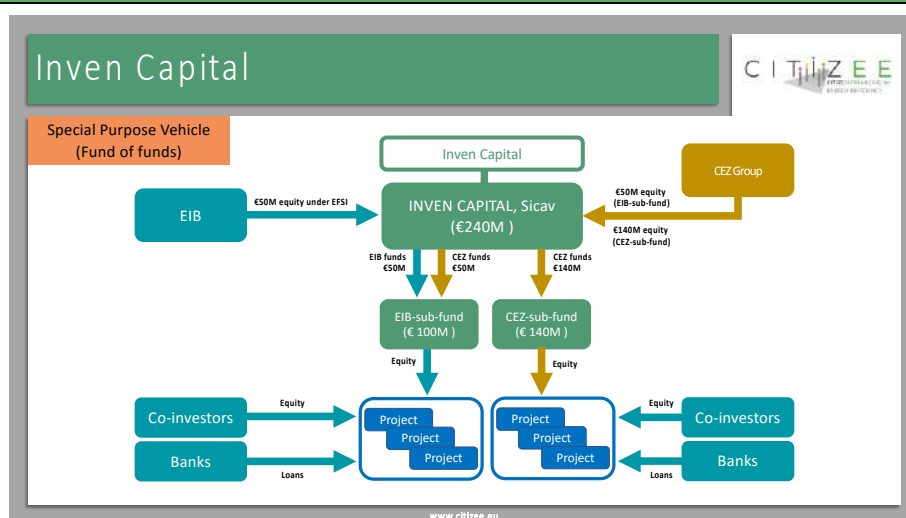 Inven Capital
CITIZEE
Special Purpose Vehicle
(Fund of funds)
Inven Capital
CEZ Group
EIB
€50M equity under EFSI
INVEN CAPITAL, Sicav
(€240M )
€50M equity
(EIB-sub-fund)
€140M equity
(CEZ-sub-fund)
EIB funds
€50M
CEZ funds
€50M
CEZ funds
€140M
EIB-sub-fund
(€ 100M )
CEZ-sub-fund
(€ 140M )
Equity
Equity
Co-investors
Equity
Project
Project
Project
Project
Project
Project
Equity
Co-investors
Banks
Loans
Loans
Banks
www.citizee.eu